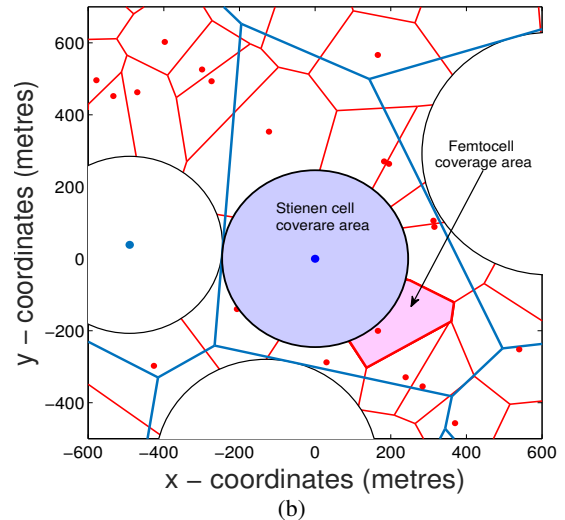 600
400
200
0
−200
−400
−600
−400
−200
0
200
400
600
x − coordinates (metres)
y − coordinates (metres)
Femtocell
coverage area
Stienen cell
coverare area
(b)